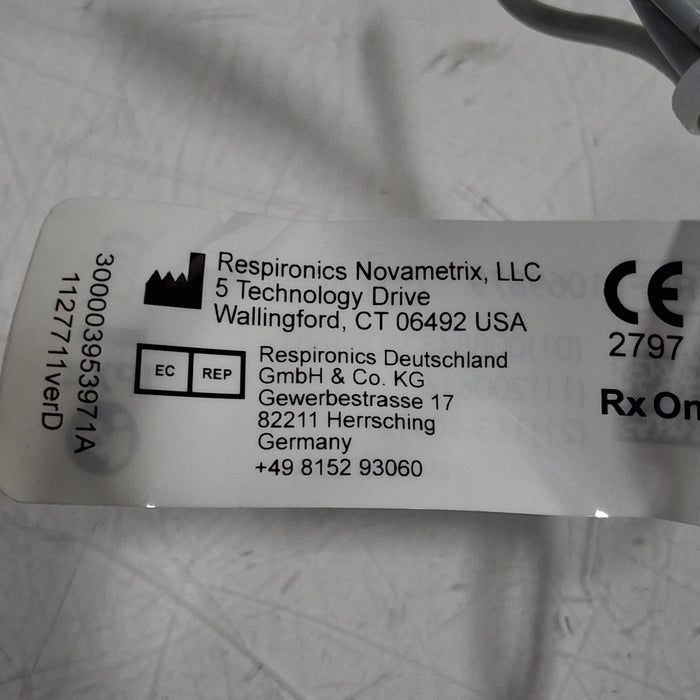 300003953971A
1127711verD
Respironics Novametrix, LLC
5 Technology Drive
Wallingford, CT 06492 USA
EC REP
Respironics Deutschland
GmbH & Co. KG
Gewerbestrasse 17
82211 Herrsching
Germany
+49 8152 93060
CE
2797
Rx On